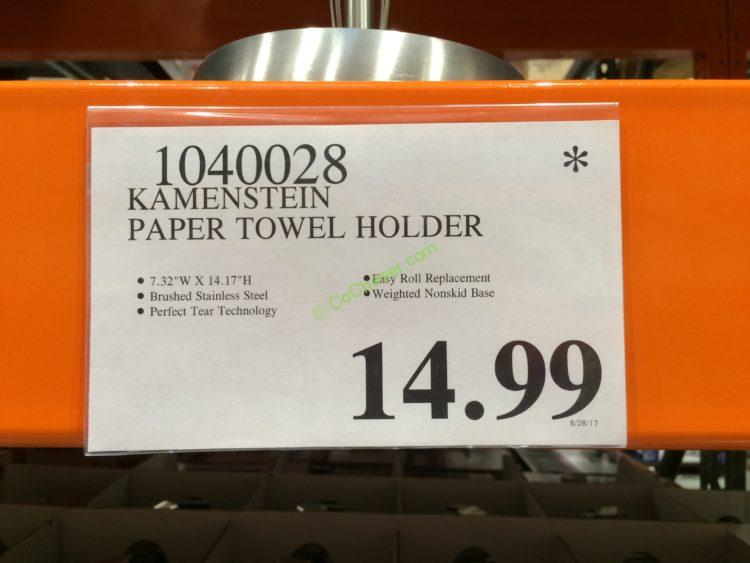 1040028 *
KAMENSTEIN
PAPER TOWEL HOLDER
● 7.32"W X 14.17"H
● Brushed Stainless Steel
● Perfect Tear Technology
● Easy Roll Replacement
● Weighted Nonskid Base
© CoCviewer.com
14.99
8/28/17